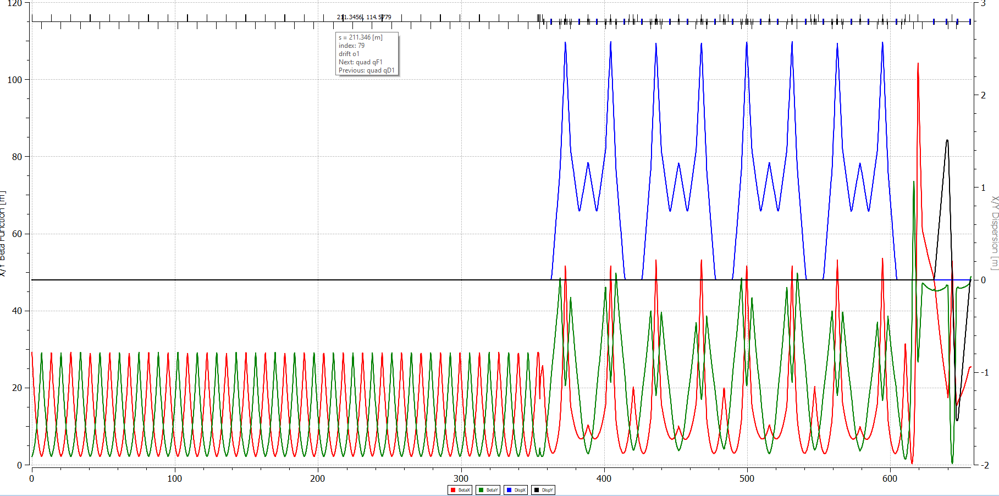 120
3
211.3456, 114.5779
s = 211.346 [m]
index: 79
drift o1
Next: quad qF1
Previous: quad qD1
100
2
80
1
X/Y Beta Function [m]
X/Y Dispersion [m]
60
0
40
20
-1
0
-2
0 100 200 300 400 500 600
BetaX BetaY DispX DispY